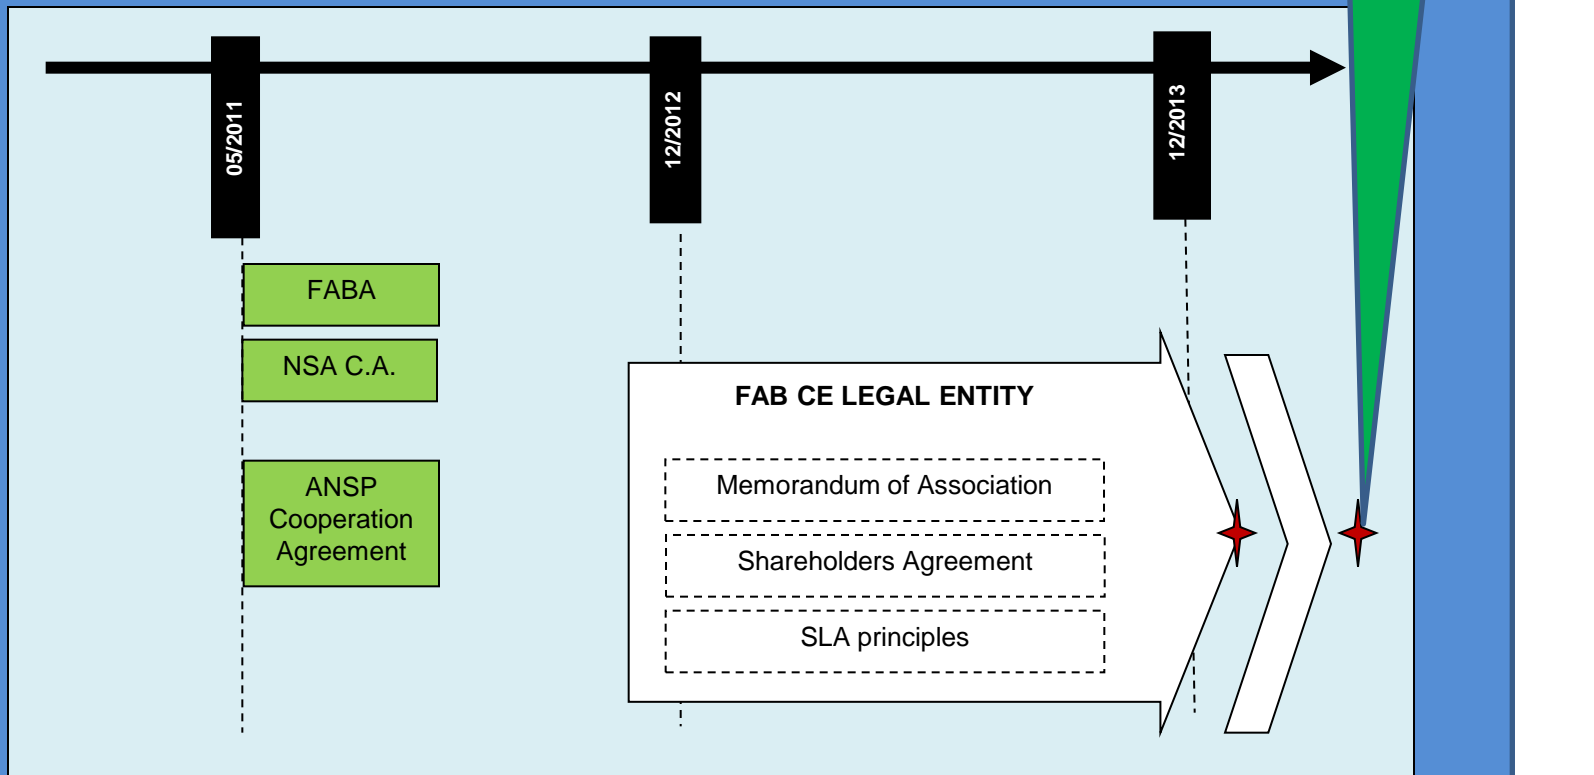 05/2011
12/2012
12/2013
FABA
NSA C.A.
ANSP
Cooperation
Agreement
FAB CE LEGAL ENTITY
Memorandum of Association
Shareholders Agreement
SLA principles